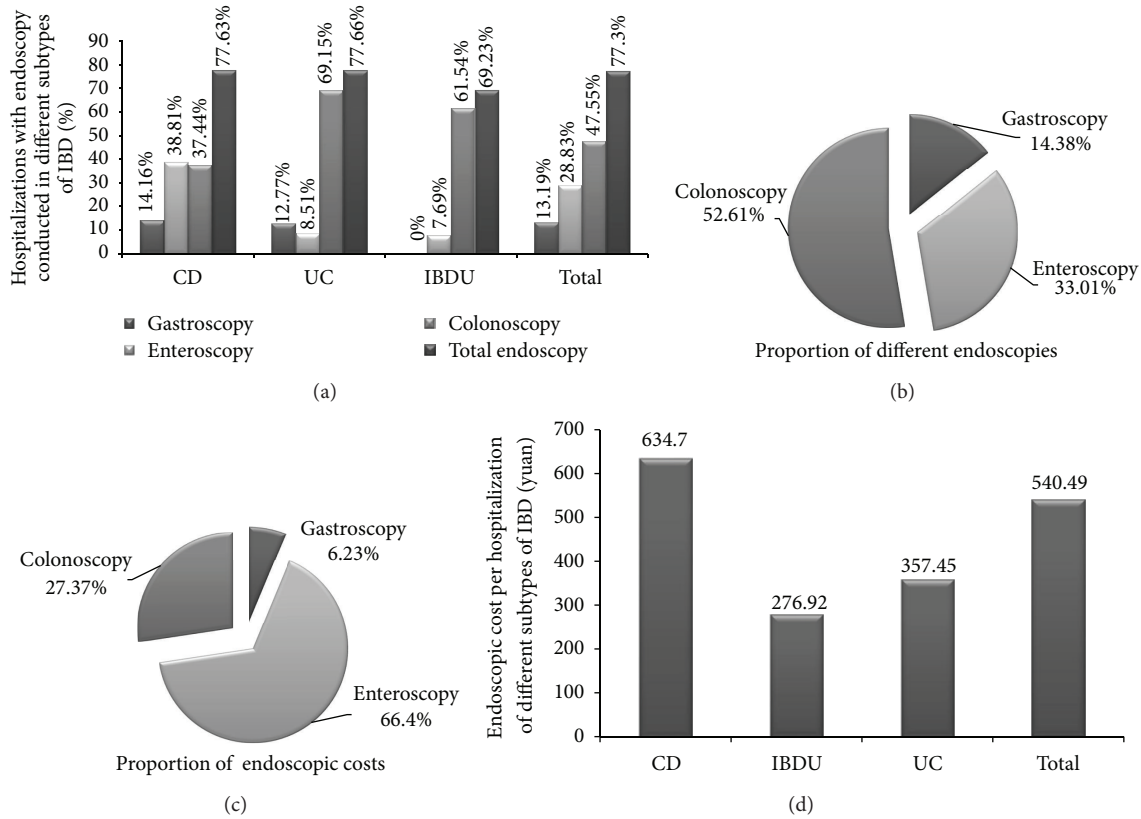 Hospitalizations with endoscopy
conducted in different subtypes
of IBD (%)
90
80
70
60
50
40
30
20
10
0
14.16%
38.81%
37.44%
77.63%
12.77%
8.51%
69.15%
77.66%
0%
7.69%
61.54%
69.23%
13.19%
28.83%
47.55%
77.3%
CD
UC
IBDU
Total
Gastroscopy
Enteroscopy
Colonoscopy
Total endoscopy
(a)
Gastroscopy
14.38%
Colonoscopy
52.61%
Enteroscopy
33.01%
Proportion of different endoscopies
(b)
Gastroscopy
6.23%
Colonoscopy
27.37%
Enteroscopy
66.4%
Proportion of endoscopic costs
(c)
Endoscopic cost per hospitalization
of different subtypes of IBD (yuan)
700
600
500
400
300
200
100
0
634.7
276.92
357.45
540.49
CD
IBDU
UC
Total
(d)